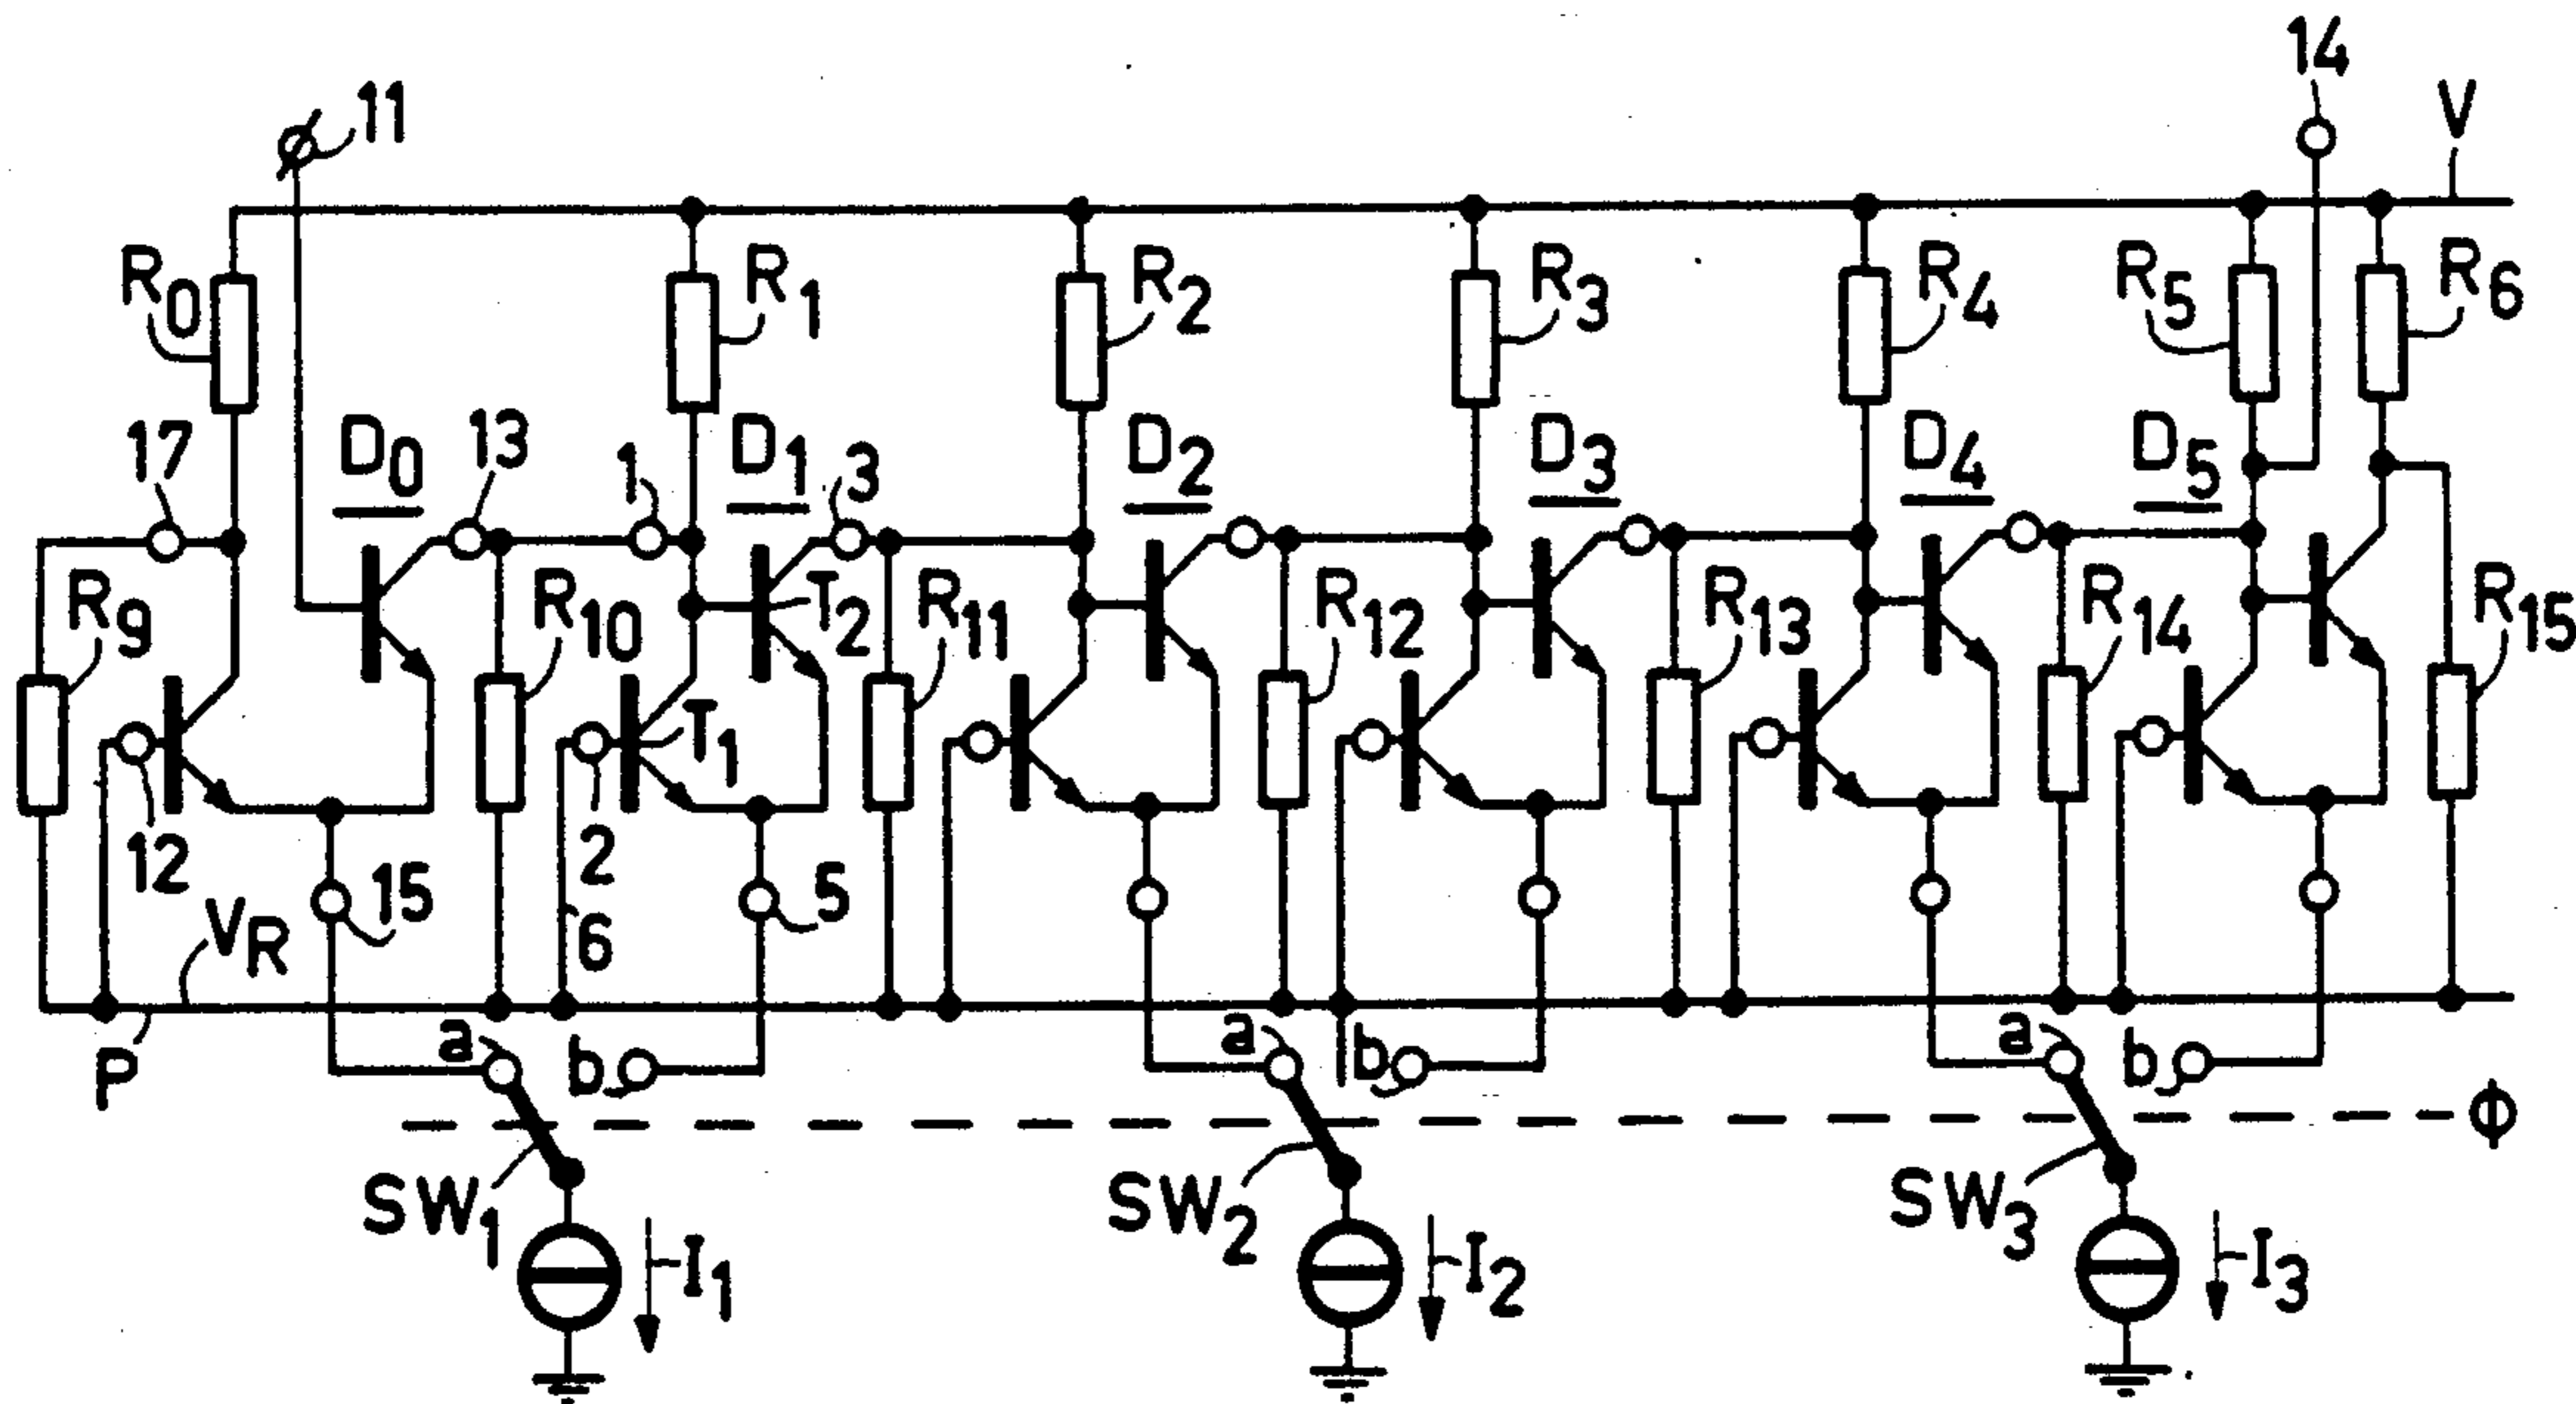 11
14
V
R0
R1
R2
R3
R4
R5
R6
17
D0
13
1
D1
3
D2
D3
D4
D5
R9
R10
T2
R11
R12
R13
R14
R15
T1
12
2
15
5
VR
6
P
a
b
a
b
a
b
ϕ
SW1
I1
SW2
I2
SW3
I3